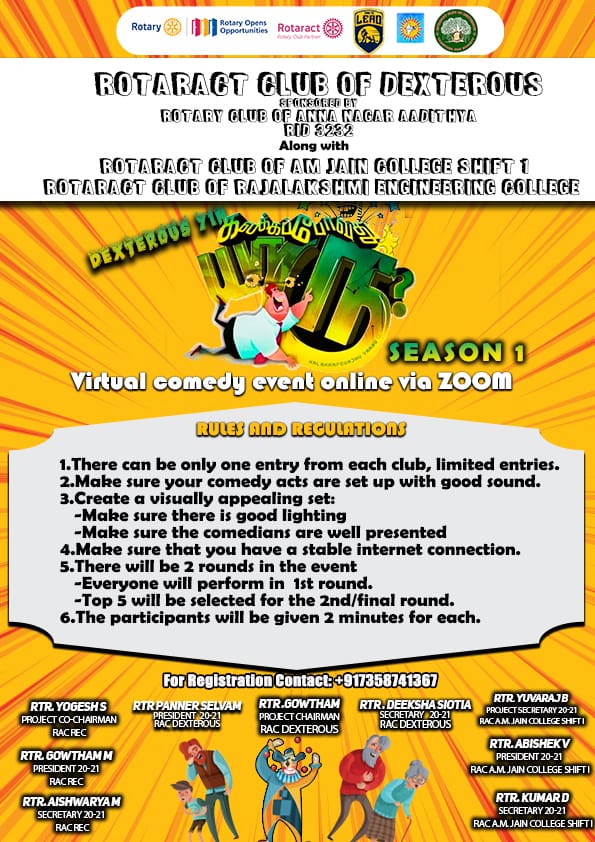 Rotary
Rotary Opens Opportunities
Rotaract
Rotary Club Partner
LEAD
ROTARACT CLUB OF DEXTEROUS
SPONSORED BY
ROTARY CLUB OF ANNA NAGAR AADITHYA
RID 3232
Along with
ROTARACT CLUB OF AM JAIN COLLEGE SHIFT 1
ROTARACT CLUB OF RAJALAKSHMI ENGINEERING COLLEGE
DEXTEROUS YIN
கலக்கப்போவது
யாரு?
KALAKKAPOVADHU YAARU
SEASON 1
Virtual comedy event online via ZOOM
RULES AND REGULATIONS
1.There can be only one entry from each club, limited entries.
2.Make sure your comedy acts are set up with good sound.
3.Create a visually appealing set:
-Make sure there is good lighting
-Make sure the comedians are well presented
4.Make sure that you have a stable internet connection.
5.There will be 2 rounds in the event
-Everyone will perform in 1st round.
-Top 5 will be selected for the 2nd/final round.
6.The participants will be given 2 minutes for each.
For Registration Contact: +917358741367
RTR. YOGESH S
PROJECT CO-CHAIRMAN
RAC REC
RTR. GOWTHAM M
PRESIDENT 20-21
RAC REC
RTR. AISHWARYA M
SECRETARY 20-21
RAC REC
RTR PANNER SELVAM
PRESIDENT 20-21
RAC DEXTEROUS
RTR.GOWTHAM
PROJECT CHAIRMAN
RAC DEXTEROUS
RTR. DEEKSHA SIOTIA
SECRETARY 20-21
RAC DEXTEROUS
RTR. YUVARAJ B
PROJECT SECRETARY 20-21
RAC A.M. JAIN COLLEGE SHIFT I
RTR. ABISHEK V
PRESIDENT 20-21
RAC A.M. JAIN COLLEGE SHIFT I
RTR. KUMAR D
SECRETARY 20-21
RAC A.M. JAIN COLLEGE SHIFT I